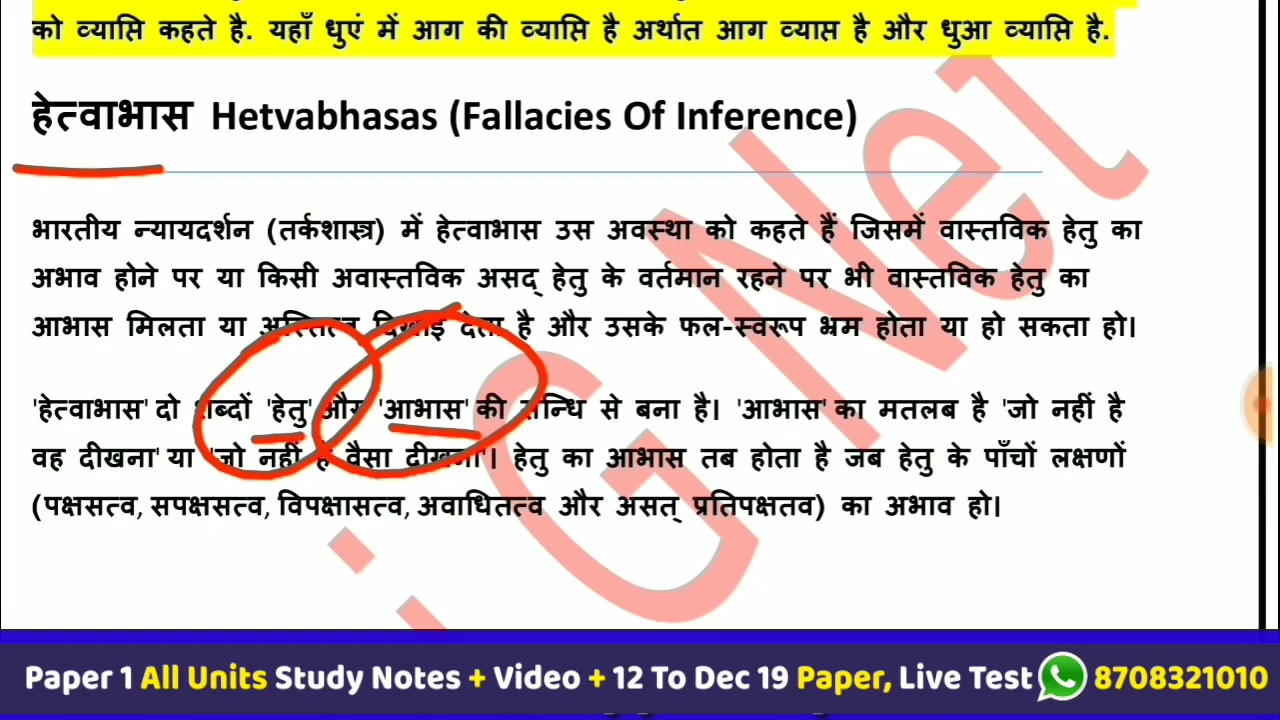 को व्याप्ति कहते है. यहाँ धुएं में आग की व्याप्ति है अर्थात आग व्याप्त है और धुआ व्याप्ति है.
हेत्वाभास Hetvabhasas (Fallacies Of Inference)
भारतीय न्यायदर्शन (तर्कशास्त्र) में हेत्वाभास उस अवस्था को कहते हैं जिसमें वास्तविक हेतु का
अभाव होने पर या किसी अवास्तविक असद् हेतु के वर्तमान रहने पर भी वास्तविक हेतु का
आभास मिलता या अस्तित्व दिखाई देता है और उसके फल-स्वरूप भ्रम होता या हो सकता हो।
'हेत्वाभास' दो शब्दों 'हेतु' और 'आभास' की सन्धि से बना है। 'आभास' का मतलब है 'जो नहीं है
वह दीखना' या 'जो नहीं है वैसा दीखना'। हेतु का आभास तब होता है जब हेतु के पाँचों लक्षणों
(पक्षसत्व, सपक्षसत्व, विपक्षासत्व, अवाधितत्व और असत् प्रतिपक्षतव) का अभाव हो।
i G Net
Paper 1 All Units Study Notes + Video + 12 To Dec 19 Paper, Live Test 8708321010